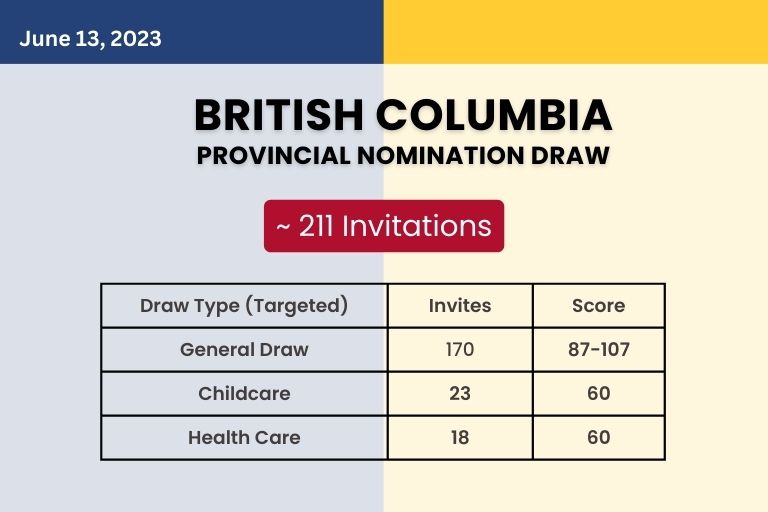 June 13, 2023
BRITISH COLUMBIA
PROVINCIAL NOMINATION DRAW
~ 211 Invitations
Draw Type (Targeted) Invites Score
General Draw 170 87-107
Childcare 23 60
Health Care 18 60